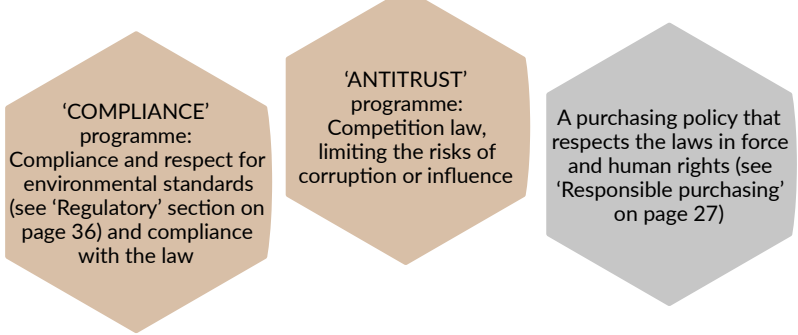 ‘COMPLIANCE’
programme:
Compliance and respect for
environmental standards
(see ‘Regulatory’ section on
page 36) and compliance
with the law
‘ANTITRUST’
programme:
Competition law,
limiting the risks of
corruption or influence
A purchasing policy that
respects the laws in force
and human rights (see
‘Responsible purchasing’
on page 27)